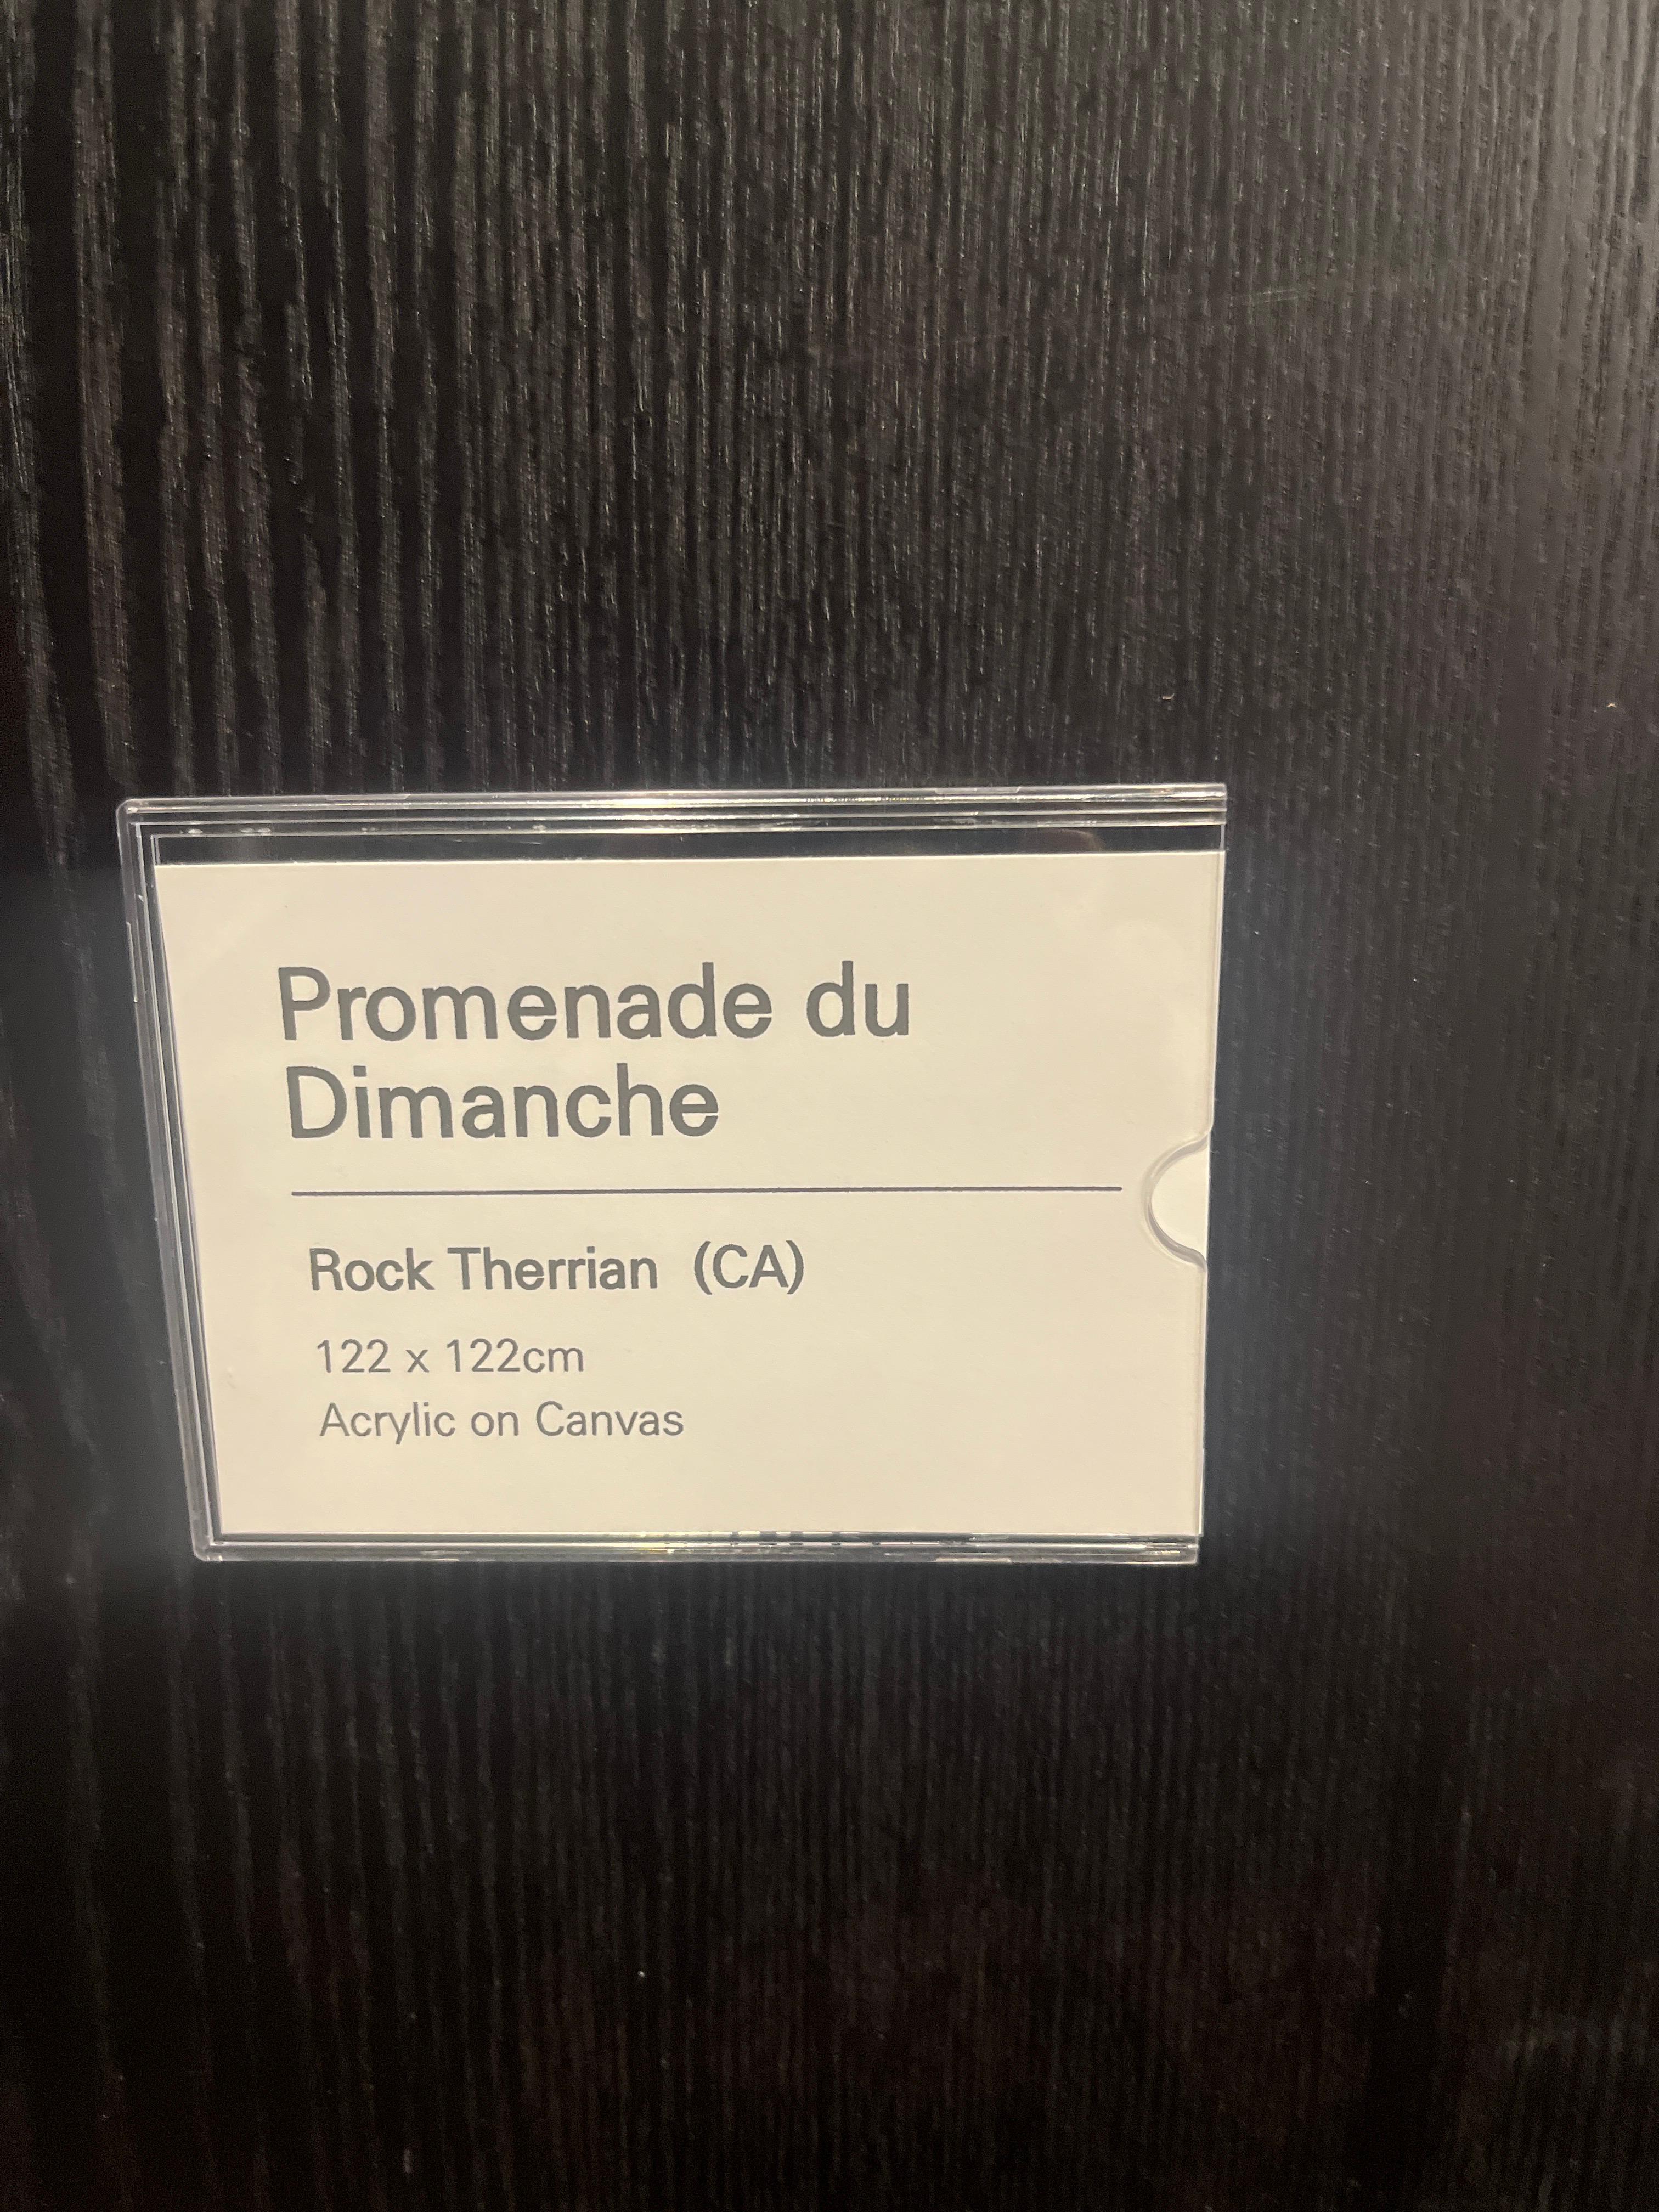 Promenade du
Dimanche
Rock Therrian (CA)
122 x 122cm
Acrylic on Canvas